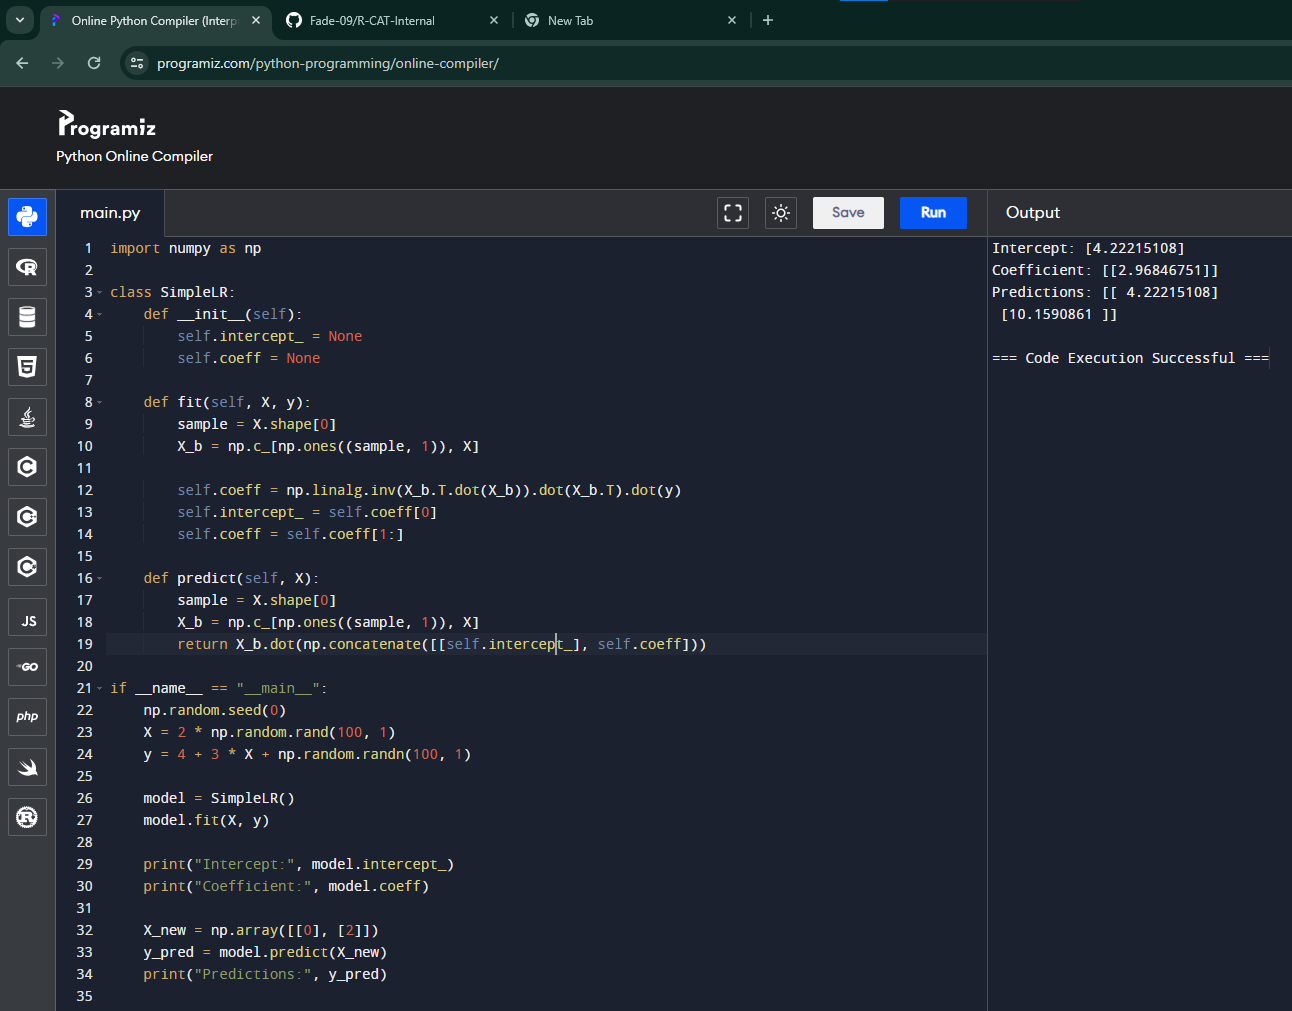 Online Python Compiler (Interp
Fade-09/R-CAT-Internal
New Tab
programiz.com/python-programming/online-compiler/
Programiz
Python Online Compiler
main.py
Save
Run
Output
1 import numpy as np
2
3 class SimpleLR:
4     def __init__(self):
5         self.intercept_ = None
6         self.coeff = None
7
8     def fit(self, X, y):
9         sample = X.shape[0]
10         X_b = np.c_[np.ones((sample, 1)), X]
11
12         self.coeff = np.linalg.inv(X_b.T.dot(X_b)).dot(X_b.T).dot(y)
13         self.intercept_ = self.coeff[0]
14         self.coeff = self.coeff[1:]
15
16     def predict(self, X):
17         sample = X.shape[0]
18         X_b = np.c_[np.ones((sample, 1)), X]
19         return X_b.dot(np.concatenate([[self.intercept_], self.coeff]))
20
21 if __name__ == "__main__":
22     np.random.seed(0)
23     X = 2 * np.random.rand(100, 1)
24     y = 4 + 3 * X + np.random.randn(100, 1)
25
26     model = SimpleLR()
27     model.fit(X, y)
28
29     print("Intercept:", model.intercept_)
30     print("Coefficient:", model.coeff)
31
32     X_new = np.array([[0], [2]])
33     y_pred = model.predict(X_new)
34     print("Predictions:", y_pred)
35
Intercept: [4.22215108]
Coefficient: [[2.96846751]]
Predictions: [[ 4.22215108]
 [10.1590861 ]]
=== Code Execution Successful ===
R
5
C
C
C
JS
GO
php
R